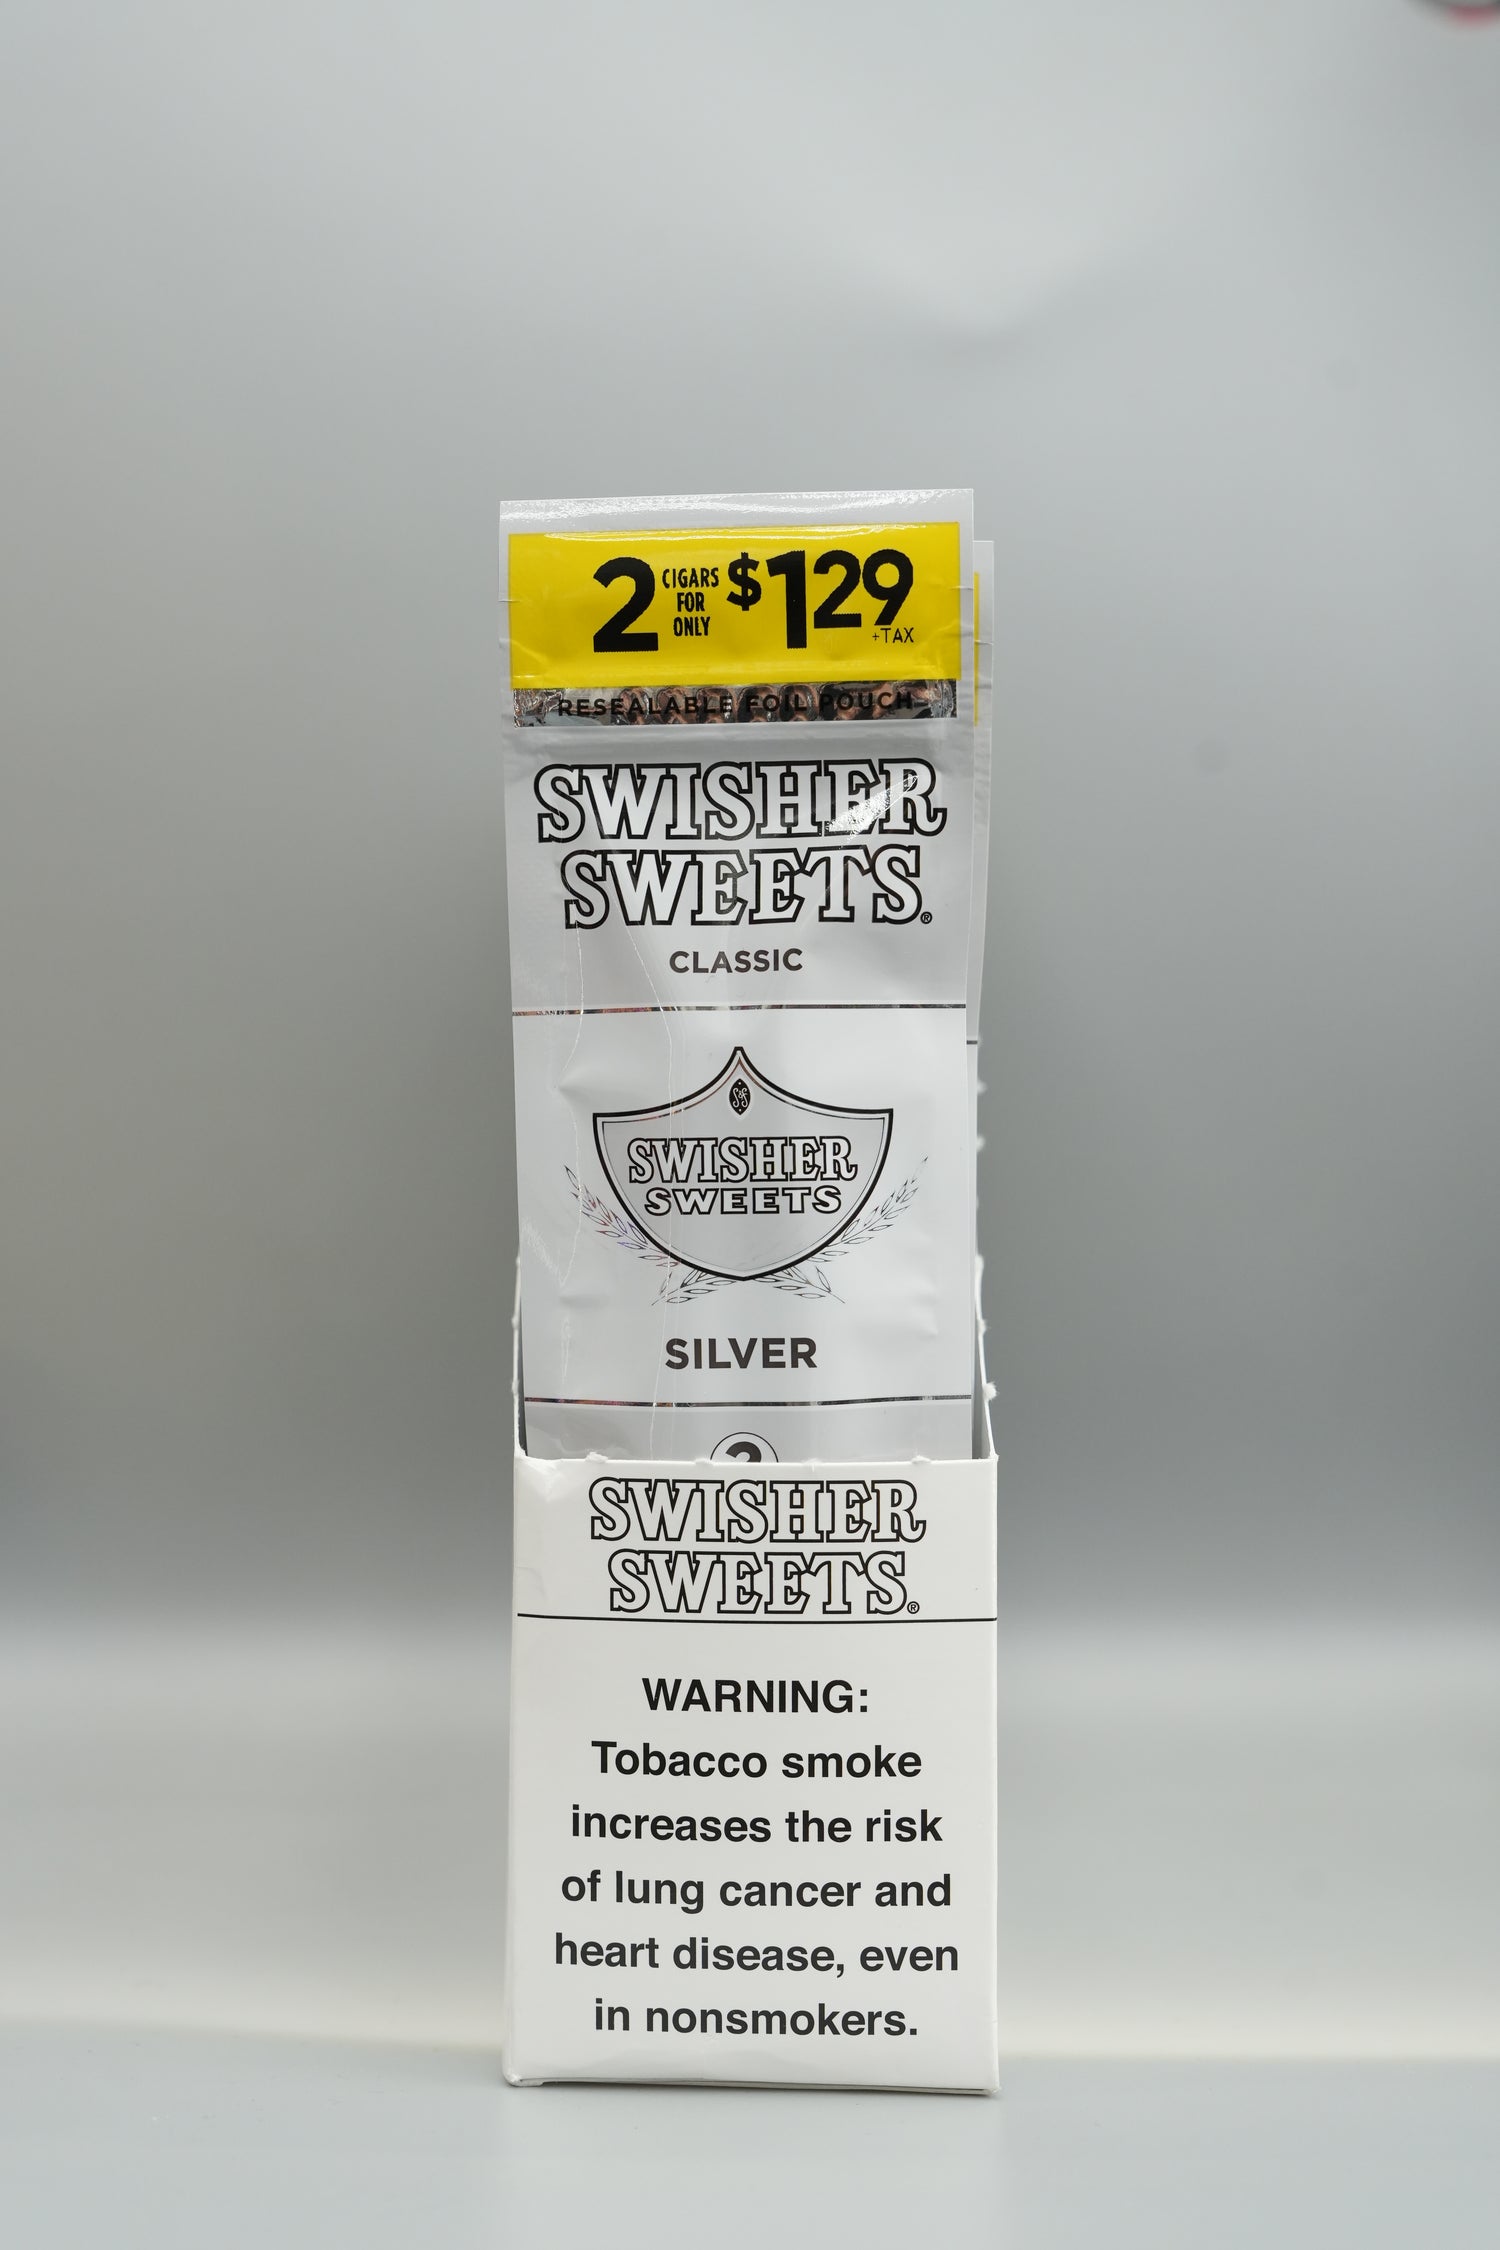 2 CIGARS FOR ONLY $1.29 +TAX
RESEALABLE FOIL POUCH
SWISHER
SWEETS®
CLASSIC
SWISHER
SWEETS
SILVER
2
SWISHER
SWEETS®
WARNING:
Tobacco smoke
increases the risk
of lung cancer and
heart disease, even
in nonsmokers.